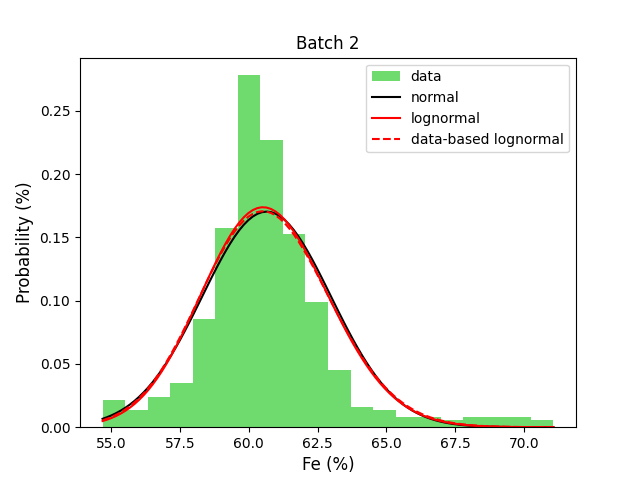 Batch 2
data
normal
lognormal
data-based lognormal
Probability (%)
0.25
0.20
0.15
0.10
0.05
0.00
55.0 57.5 60.0 62.5 65.0 67.5 70.0
Fe (%)